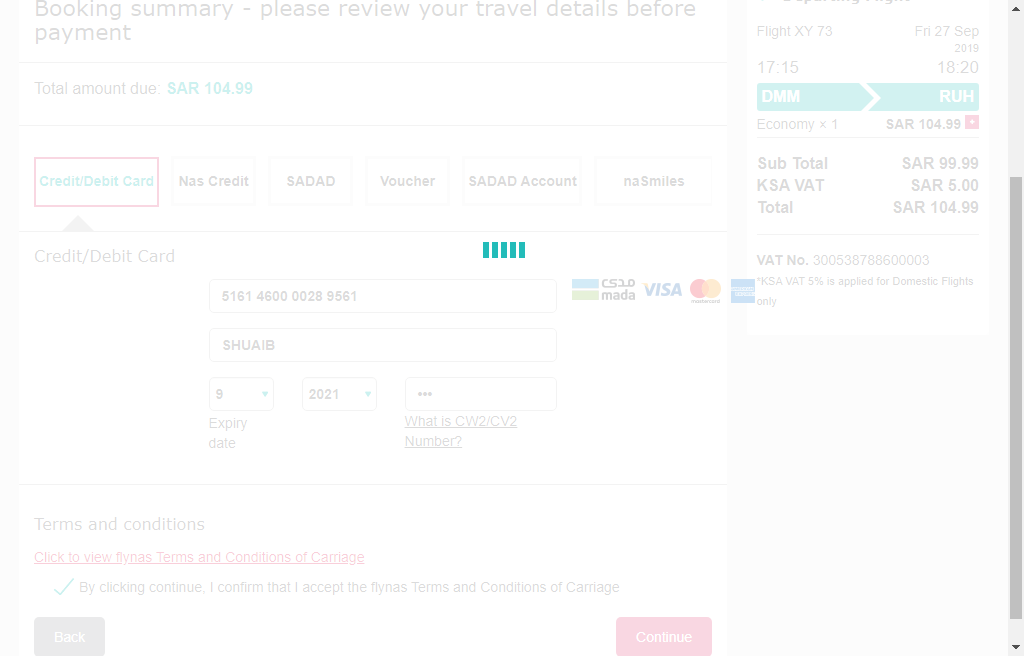 Booking summary - please review your travel details before
payment
Total amount due: SAR 104.99
Credit/Debit Card
Nas Credit
SADAD
Voucher
SADAD Account
naSmiles
Credit/Debit Card
5161 4600 0028 9561
مدى
mada
VISA
mastercard
SHUAIB
9
2021
•••
Expiry
date
What is CW2/CV2
Number?
Terms and conditions
Click to view flynas Terms and Conditions of Carriage
By clicking continue, I confirm that I accept the flynas Terms and Conditions of Carriage
Back
Continue
Departing Flight
Flight XY 73
Fri 27 Sep
2019
17:15
18:20
DMM
RUH
Economy × 1
SAR 104.99 +
Sub Total
SAR 99.99
KSA VAT
SAR 5.00
Total
SAR 104.99
VAT No. 300538788600003
*KSA VAT 5% is applied for Domestic Flights
only